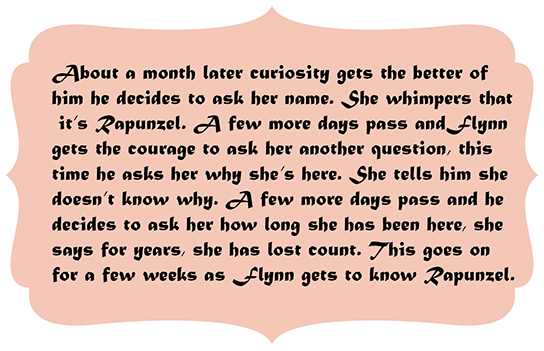 About a month later curiosity gets the better of
him he decides to ask her name. She whimpers that
it's Rapunzel. A few more days pass andFlynn
gets the courage to ask her another question, this
time he asks her why she's here. She tells him she
doesn't know why. A few more days pass and he
decides to ask her how long she has been here, she
says for years, she has lost count. This goes on
for a few weeks as Flynn gets to know Rapunzel.